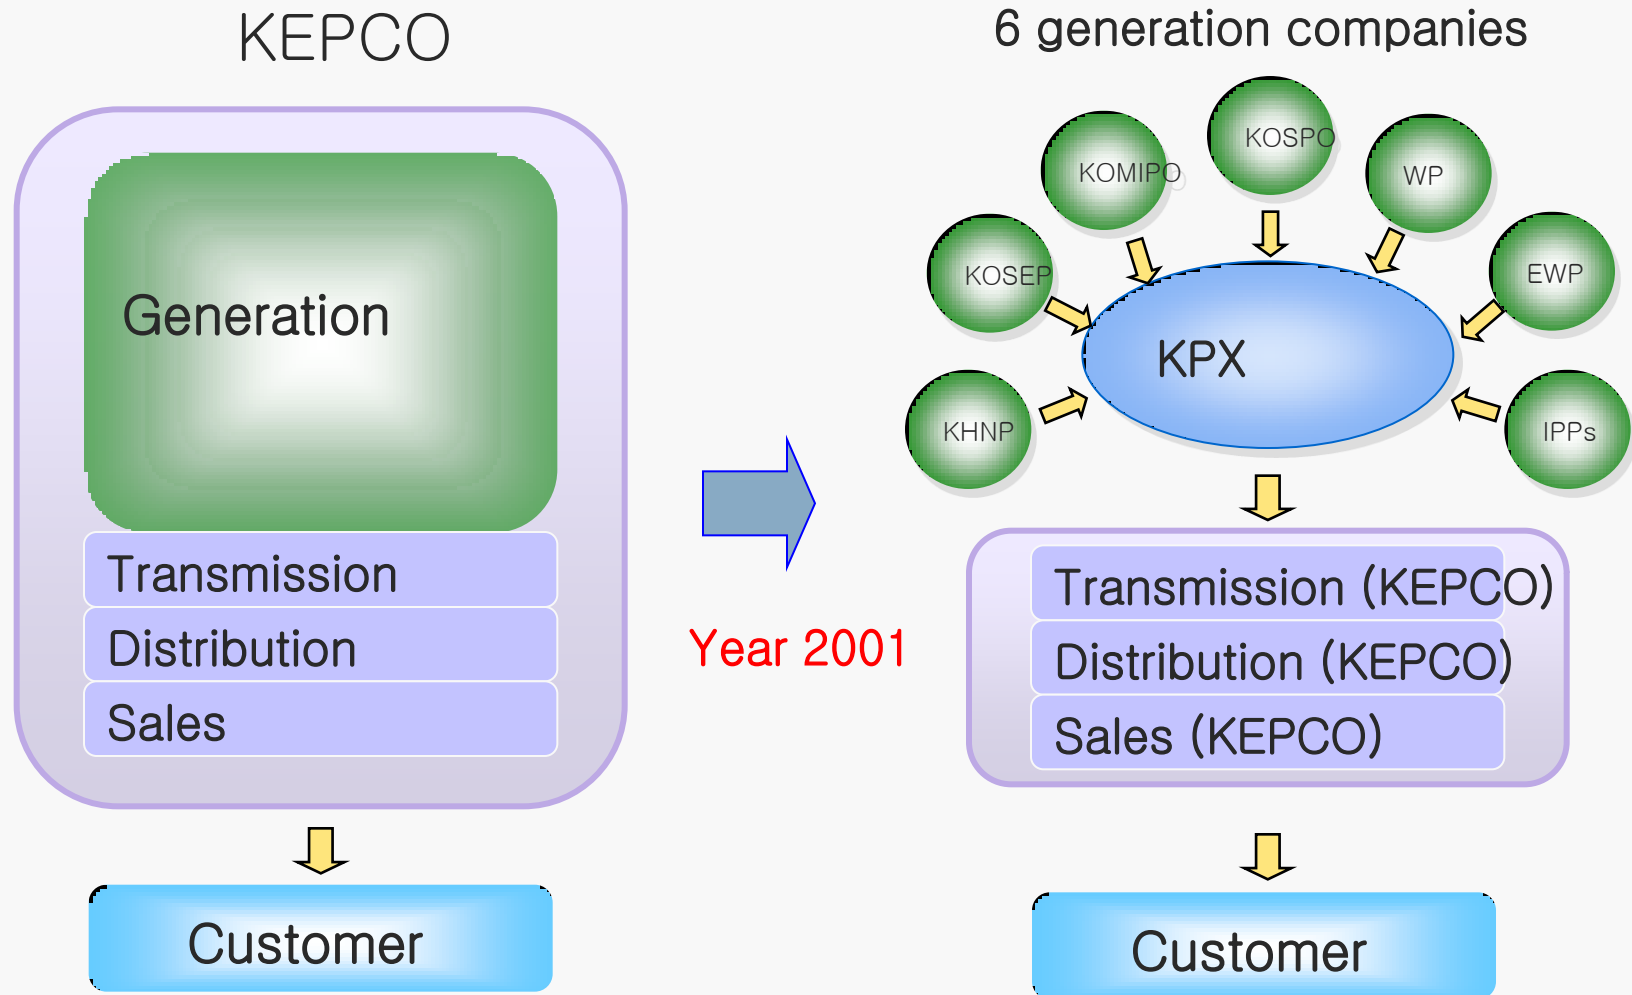 KEPCO
Generation
Transmission
Distribution
Sales
Customer
Year 2001
6 generation companies
KOSPO
KOMIPO
WP
KOSEP
EWP
KPX
KHNP
IPPs
Transmission (KEPCO)
Distribution (KEPCO)
Sales (KEPCO)
Customer